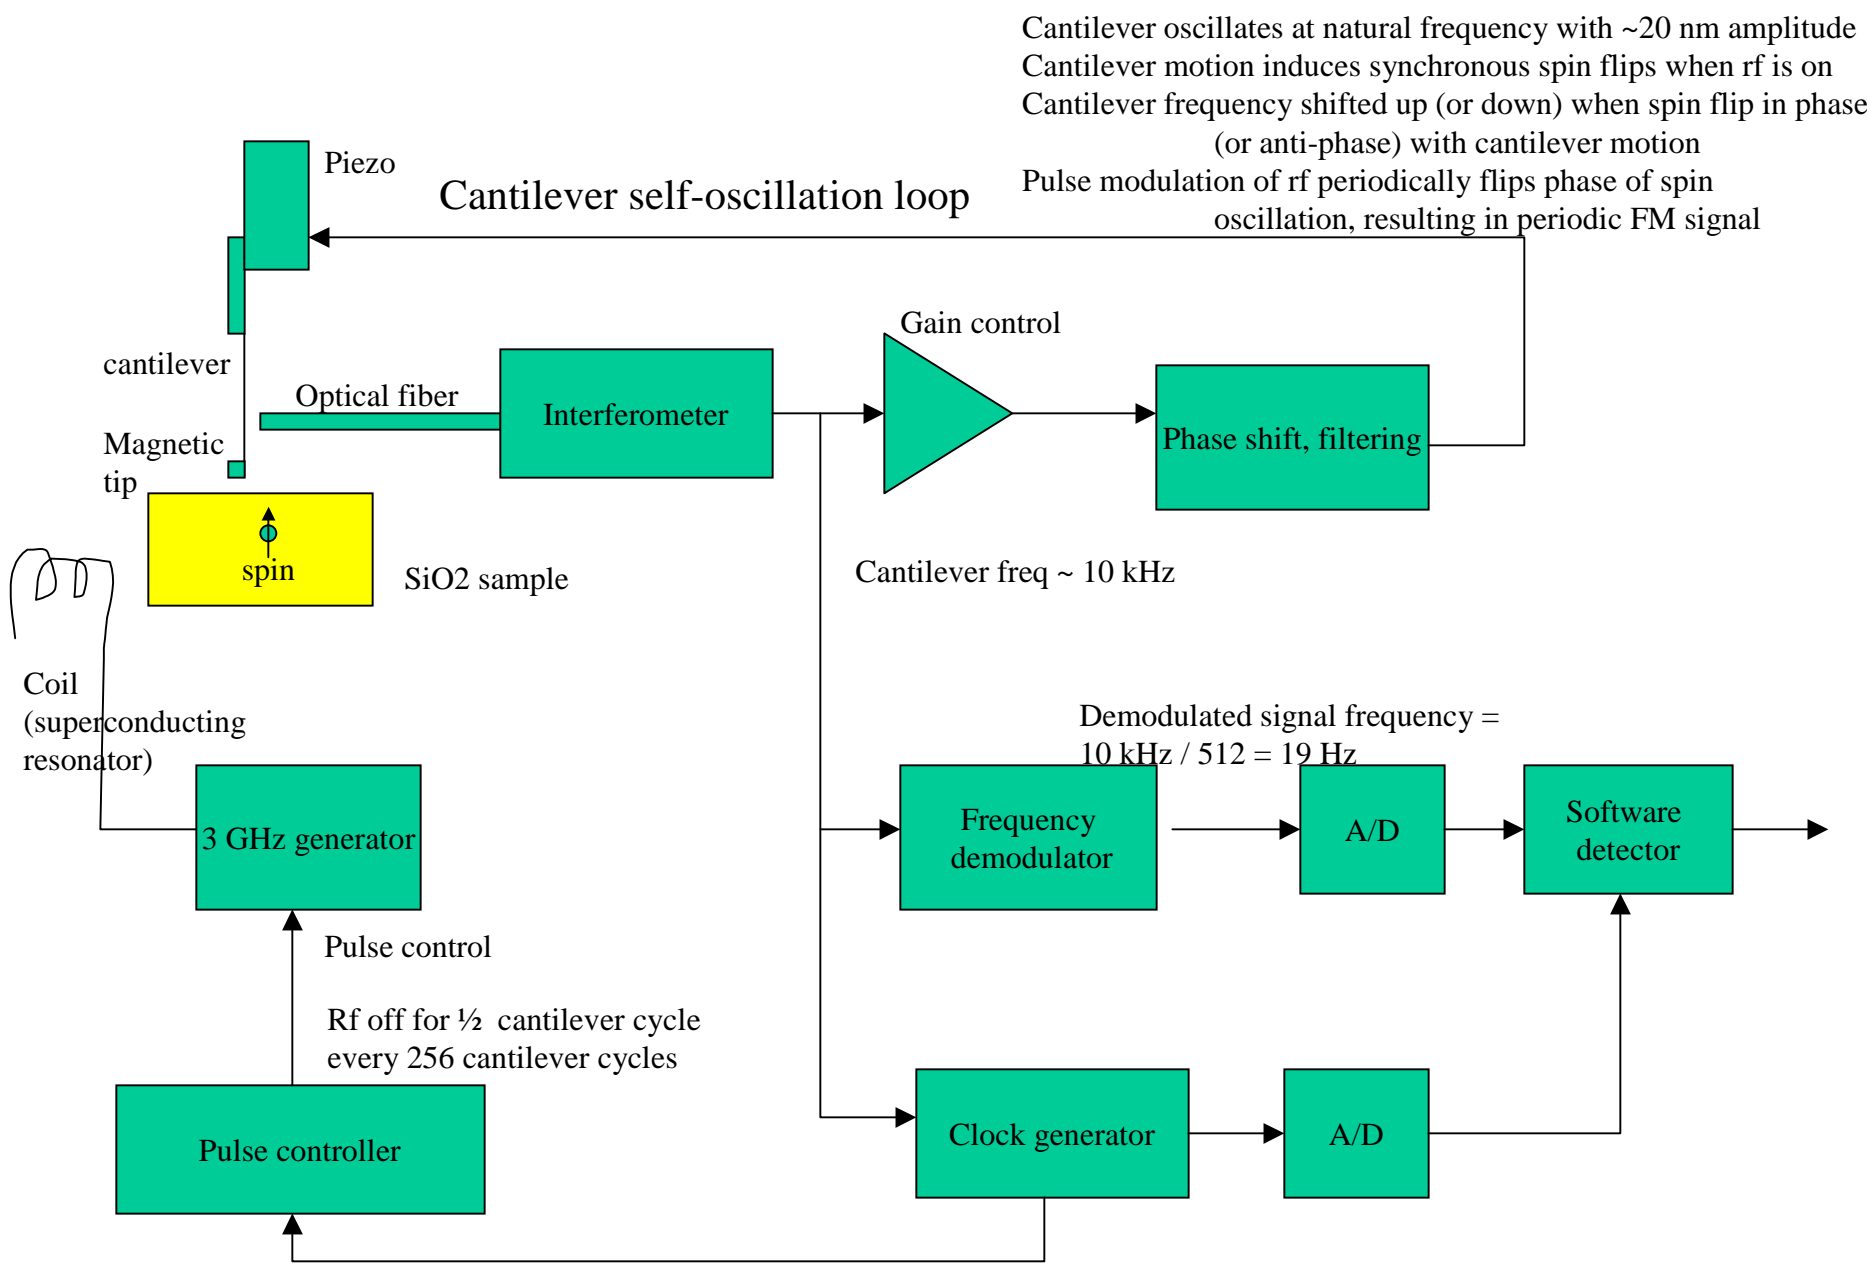 Cantilever oscillates at natural frequency with ~20 nm amplitude
Cantilever motion induces synchronous spin flips when rf is on
Cantilever frequency shifted up (or down) when spin flip in phase
(or anti-phase) with cantilever motion
Pulse modulation of rf periodically flips phase of spin
oscillation, resulting in periodic FM signal
Piezo
Cantilever self-oscillation loop
Gain control
cantilever
Optical fiber
Interferometer
Phase shift, filtering
Magnetic
tip
spin
SiO2 sample
Cantilever freq ~ 10 kHz
Coil
(superconducting
resonator)
Demodulated signal frequency =
10 kHz / 512 = 19 Hz
3 GHz generator
Frequency
demodulator
A/D
Software
detector
Pulse control
Rf off for ½ cantilever cycle
every 256 cantilever cycles
Pulse controller
Clock generator
A/D